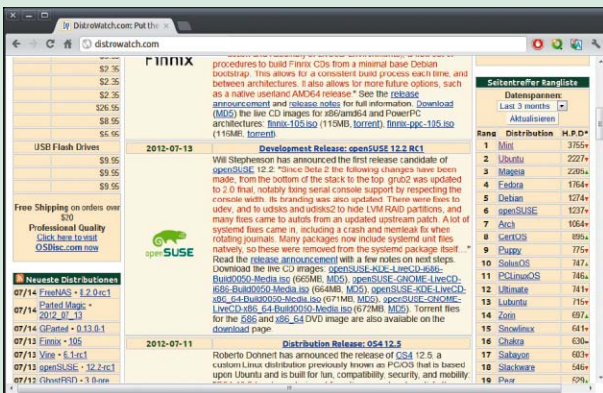 DistroWatch.com: Put the
distrowatch.com
$2.35
$2.35
$2.35
$26.95
$8.95
$6.95
USB Flash Drives
$9.95
$9.95
$9.95
Free Shipping on orders over
$20
Professional Quality
Click here to visit
OSDisc.com now
Neueste Distributionen
07/14 FreeNAS • 8.2.0-rc1
07/14 Parted Magic •
2012_07_13
07/14 GParted • 0.13.0-1
07/13 Finnix • 105
07/13 Vine • 6.1-rc1
07/13 openSUSE • 12.2-rc1
07/12 GhostBSD • 3.0-pre
FINNIX
procedures to build Finnix CDs from a minimal base Debian
bootstrap. This allows for a consistent build process each time, and
between architectures. It also allows for more future options, such
as a native userland AMD64 release." See the release
announcement and release notes for full information. Download
(MD5) the live CD images for x86/amd64 and PowerPC
architectures: finnix-105.iso (115MB, torrent), finnix-ppc-105.iso
(115MB, torrent).
2012-07-13 Development Release: openSUSE 12.2 RC1
Will Stephenson has announced the first release candidate of
openSUSE 12.2. "Since Beta 2 the following changes have been
made, from the bottom of the stack to the top: grub2 was updated
to 2.0 final, notably fixing serial console support by respecting the
console width. Its branding was also updated. There were fixes to
udev, and to udisks and udisks2 to hide LVM RAID partitions, and
many fixes came to autofs from an updated upstream patch. A lot of
systemd fixes came in, including a crash and memleak fix when
rotating journals. Many packages now include systemd unit files
natively, so these were removed from the systemd package itself...."
Read the release announcement with a few notes on next steps.
Download the live CD images: openSUSE-KDE-LiveCD-i686-
Build0050-Media.iso (665MB, MD5), openSUSE-GNOME-LiveCD-
i686-Build0050-Media.iso (664MB, MD5), openSUSE-KDE-LiveCD-
x86_64-Build0050-Media.iso (671MB, MD5), openSUSE-GNOME-
LiveCD-x86_64-Build0050-Media.iso (672MB, MD5). Torrent files
for the 586 and x86_64 DVD image are also available on the
download page.
openSUSE
2012-07-11 Distribution Release: OS4 12.5
Roberto Dohnert has announced the release of OS4 12.5, a
custom Linux distribution previously known as PC/OS that is based
upon Ubuntu and is built for fun, compatibility, security, and mobility:
Seitentreffer Rangliste
Datenspannen:
Last 3 months
Aktualisieren
Rang Distribution H.P.D*
1 Mint 3755
2 Ubuntu 2227
3 Mageia 2205
4 Fedora 1764
5 Debian 1274
6 openSUSE 1237
7 Arch 1064
8 CentOS 895
9 Puppy 775
10 SolusOS 747
11 PCLinuxOS 746
12 Ultimate 741
13 Lubuntu 715
14 Zorin 697
15 Snowlinux 641
16 Chakra 630
17 Sabayon 603
18 Slackware 546
19 Pear 529